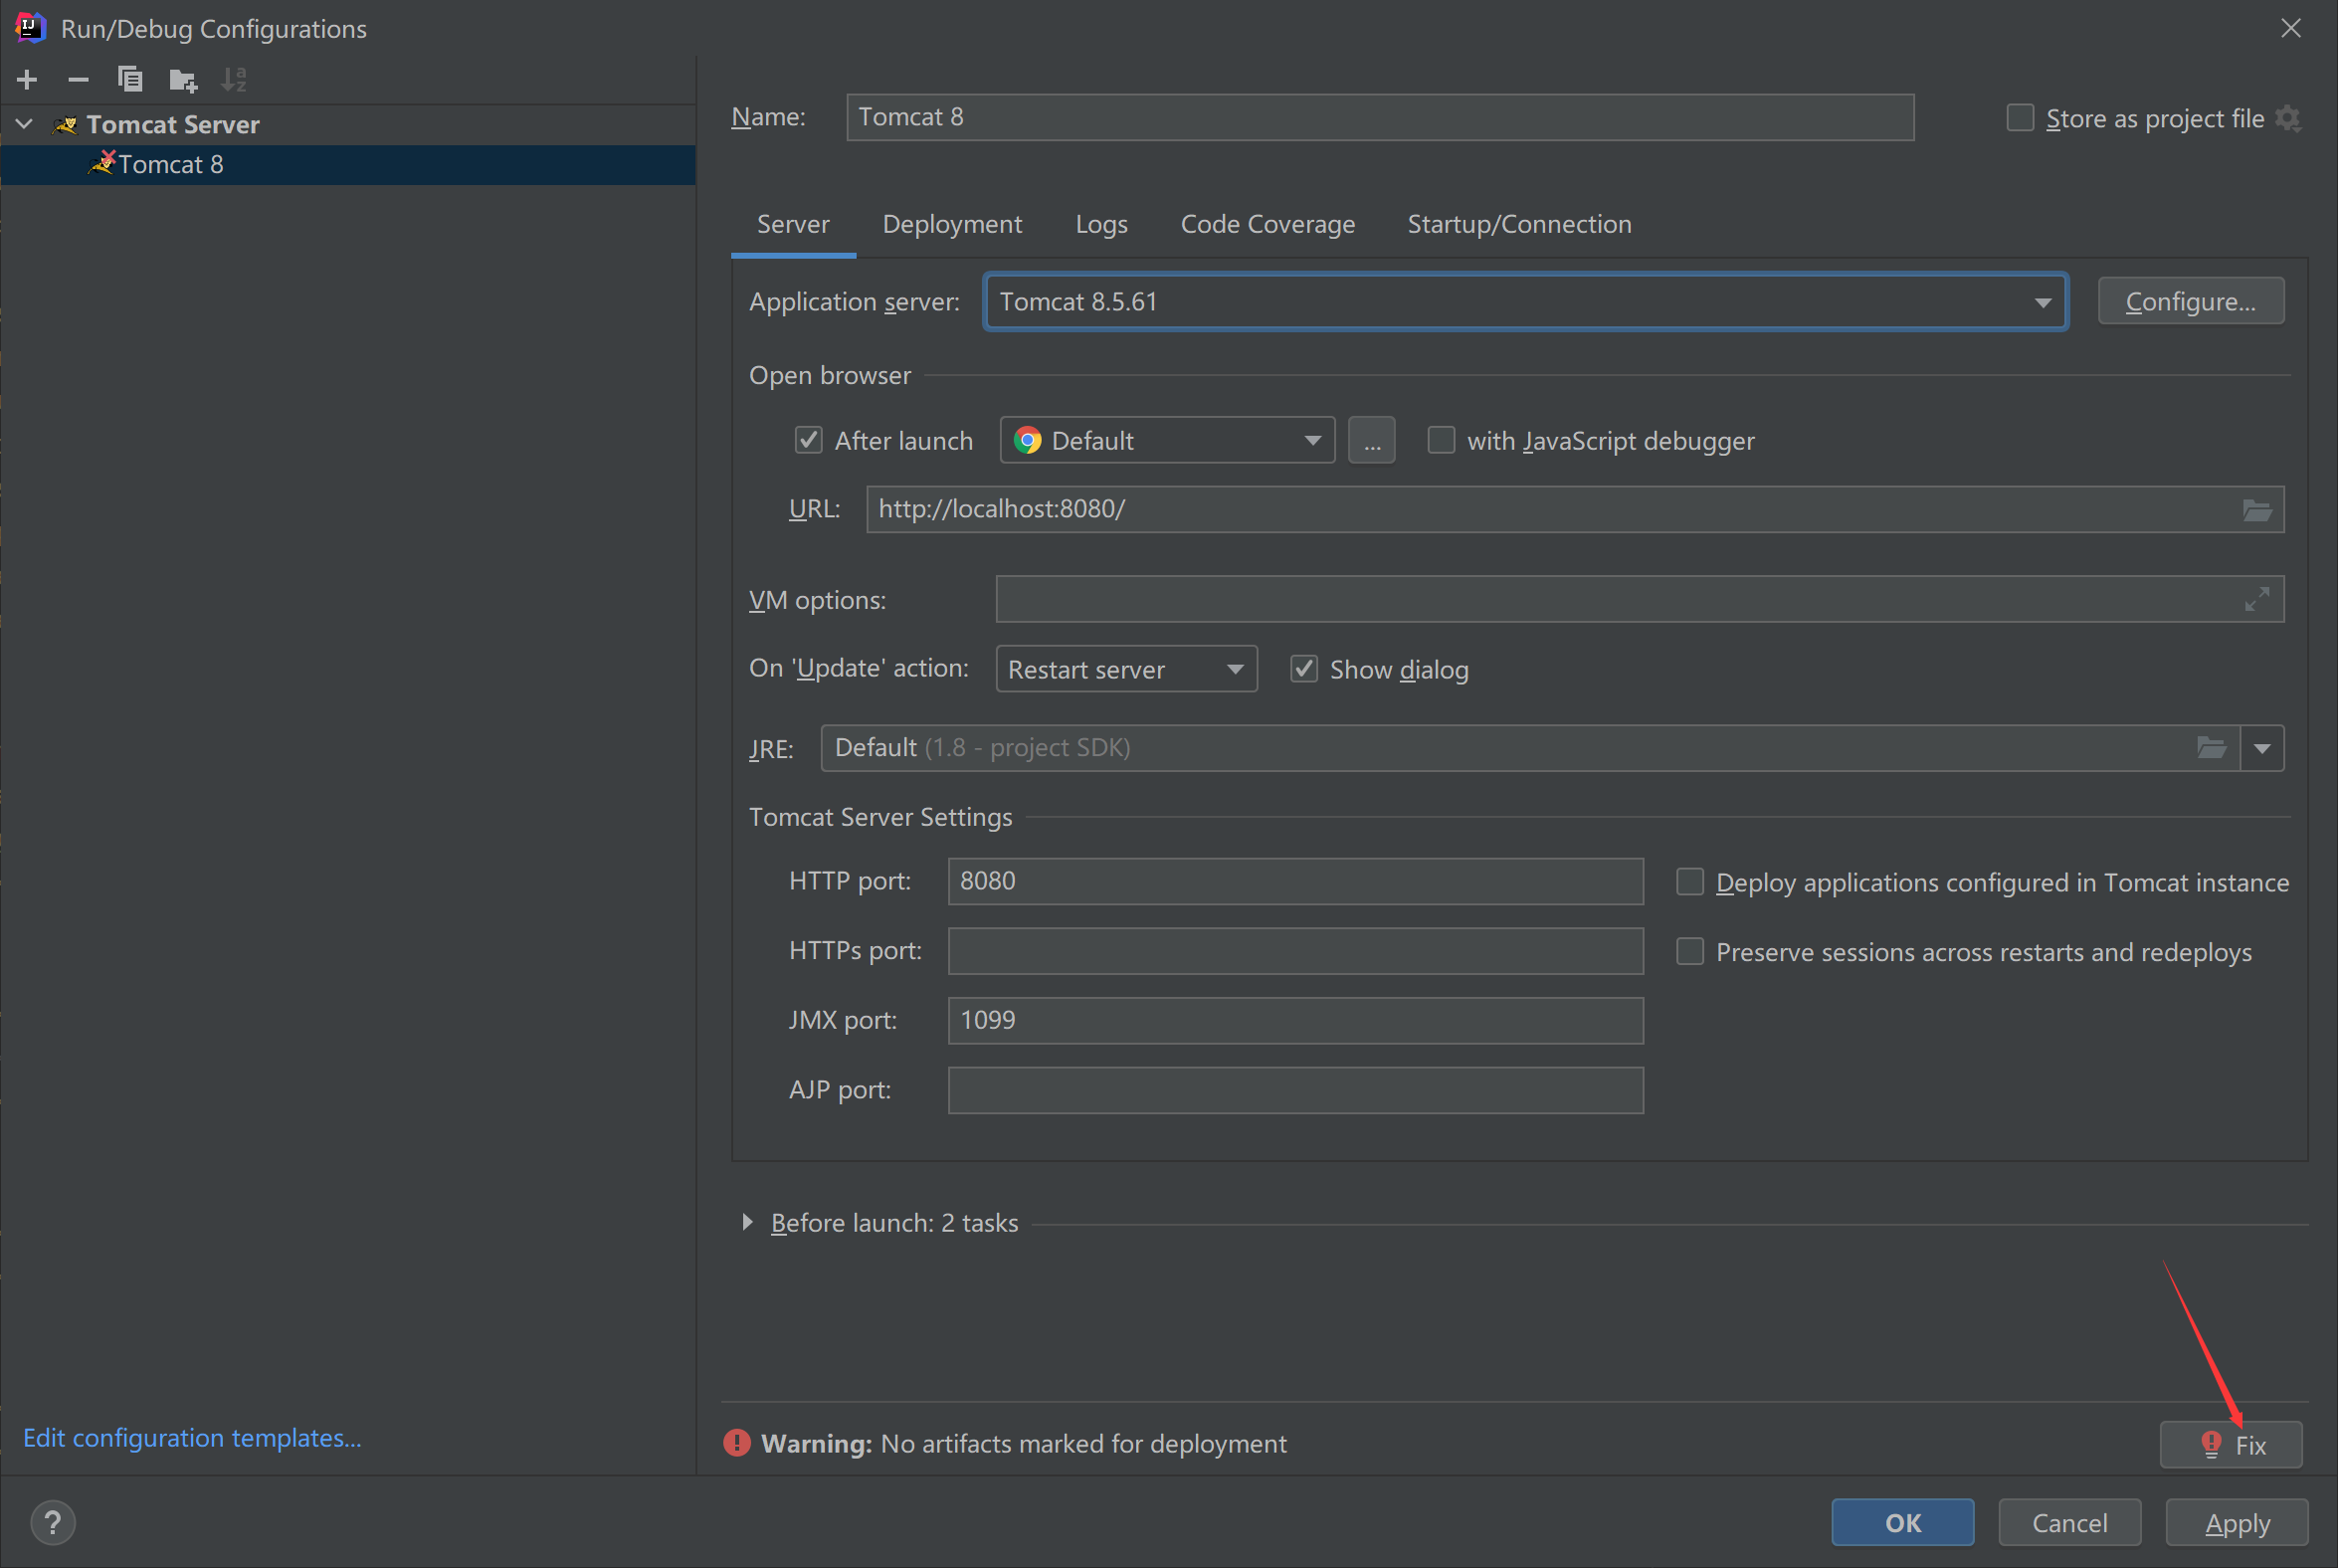 Run/Debug Configurations
Tomcat Server
Tomcat 8
Name: Tomcat 8 Store as project file
Server Deployment Logs Code Coverage Startup/Connection
Application server: Tomcat 8.5.61 Configure...
Open browser
After launch Default ... with JavaScript debugger
URL: http://localhost:8080/
VM options:
On 'Update' action: Restart server Show dialog
JRE: Default (1.8 - project SDK)
Tomcat Server Settings
HTTP port: 8080 Deploy applications configured in Tomcat instance
HTTPs port: Preserve sessions across restarts and redeploys
JMX port: 1099
AJP port:
Before launch: 2 tasks
Edit configuration templates...
Warning: No artifacts marked for deployment Fix
? OK Cancel Apply